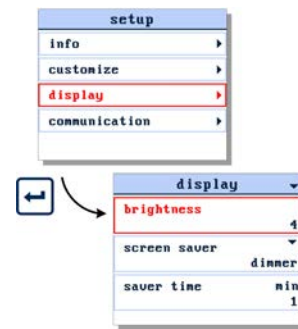 setup
info
customize
display
communication
display
brightness
4
screen saver
dimmer
saver time min
1